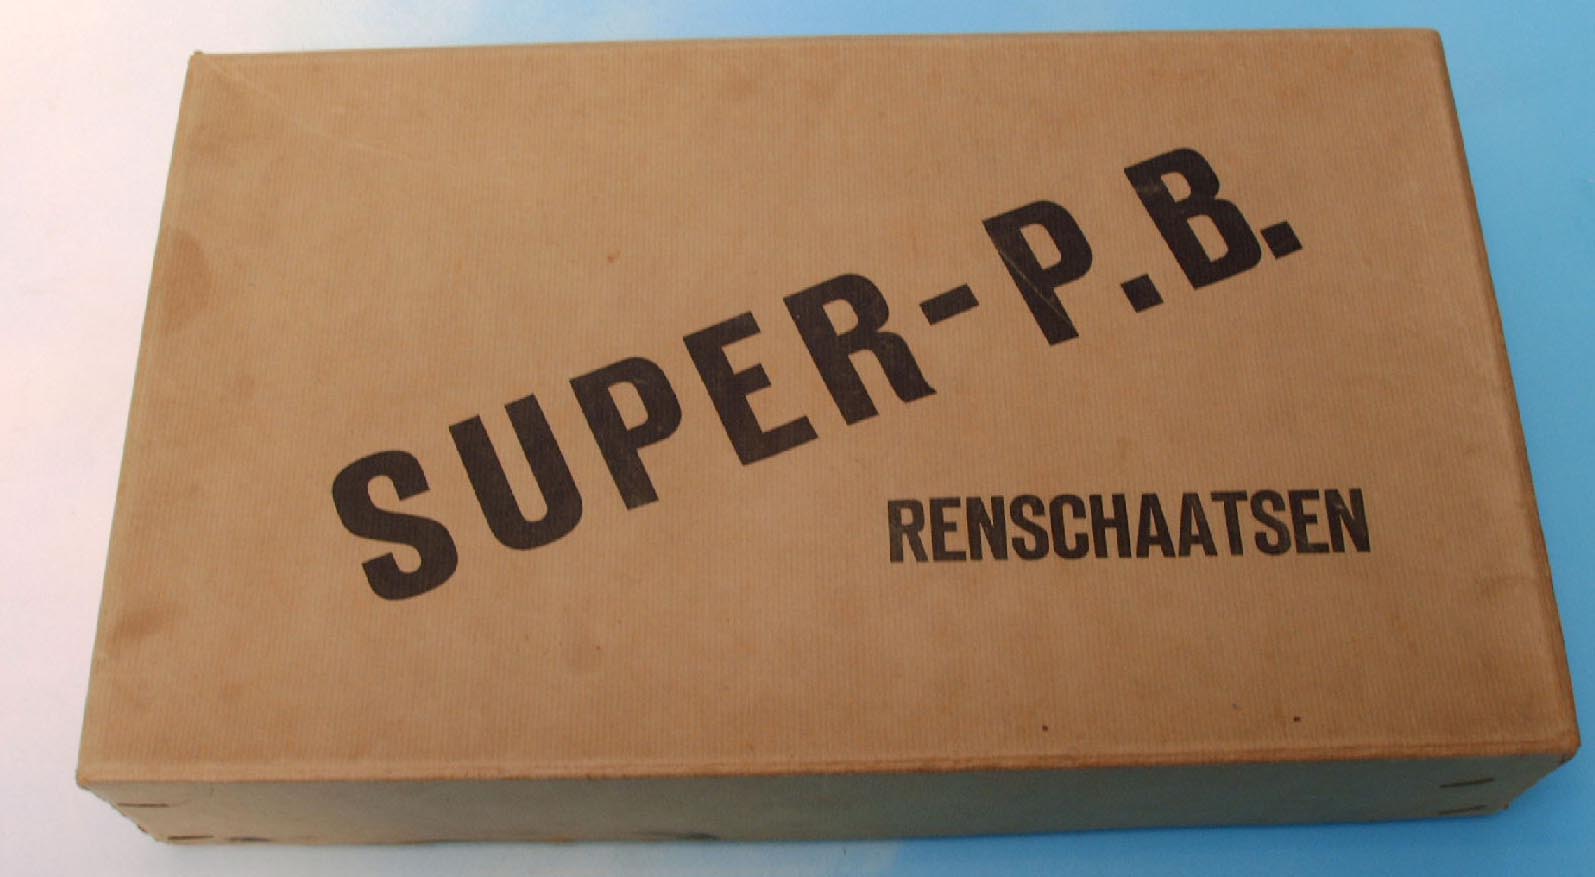 SUPER-P.B.
RENSCHAATSEN